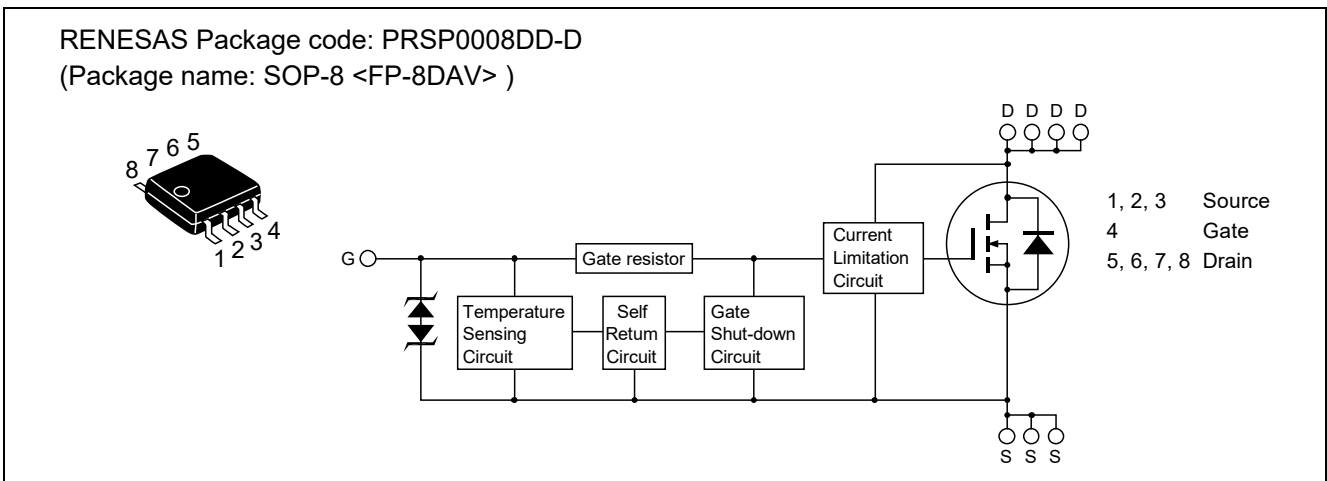 RENESAS Package code: PRSP0008DD-D
(Package name: SOP-8 <FP-8DAV> )
8 7 6 5
1 2 3 4
D D D D
G
Gate resistor
Temperature
Sensing
Circuit
Self
Retum
Circuit
Gate
Shut-down
Circuit
Current
Limitation
Circuit
S S S
1, 2, 3 Source
4 Gate
5, 6, 7, 8 Drain